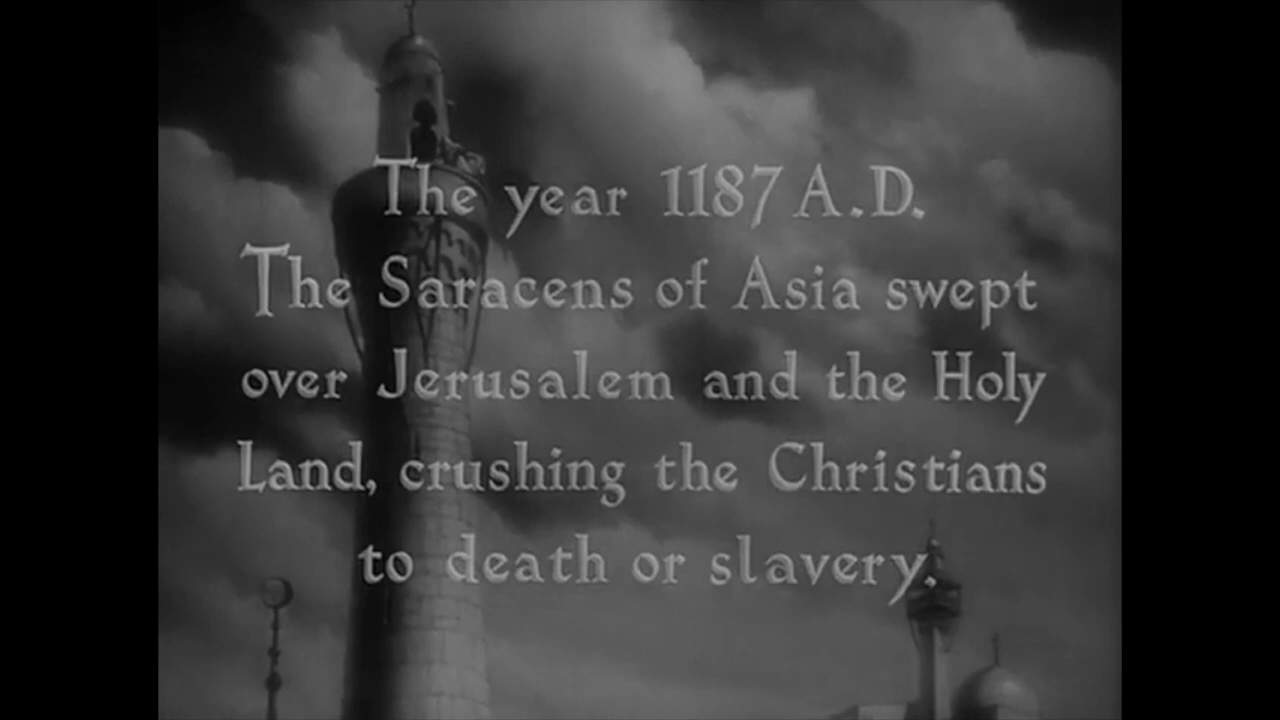 The year 1187 A.D.
The Saracens of Asia swept
over Jerusalem and the Holy
Land, crushing the Christians
to death or slavery.